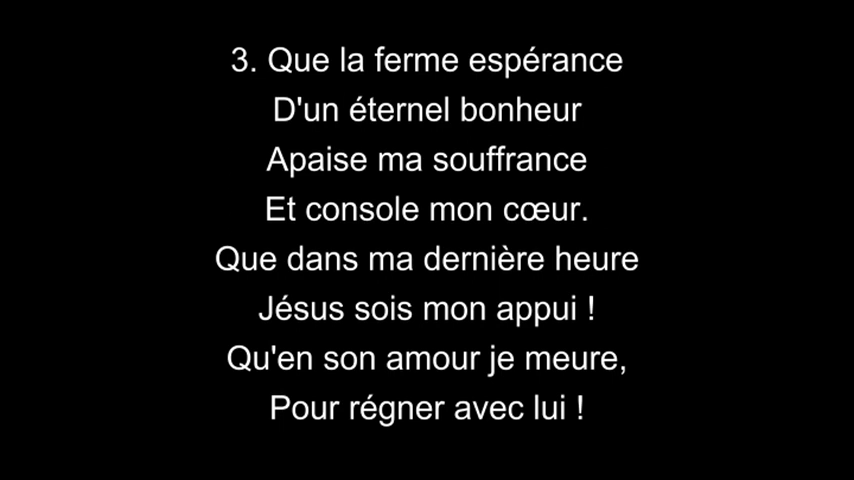 3. Que la ferme espérance
D'un éternel bonheur
Apaise ma souffrance
Et console mon cœur.
Que dans ma dernière heure
Jésus sois mon appui !
Qu'en son amour je meure,
Pour régner avec lui !